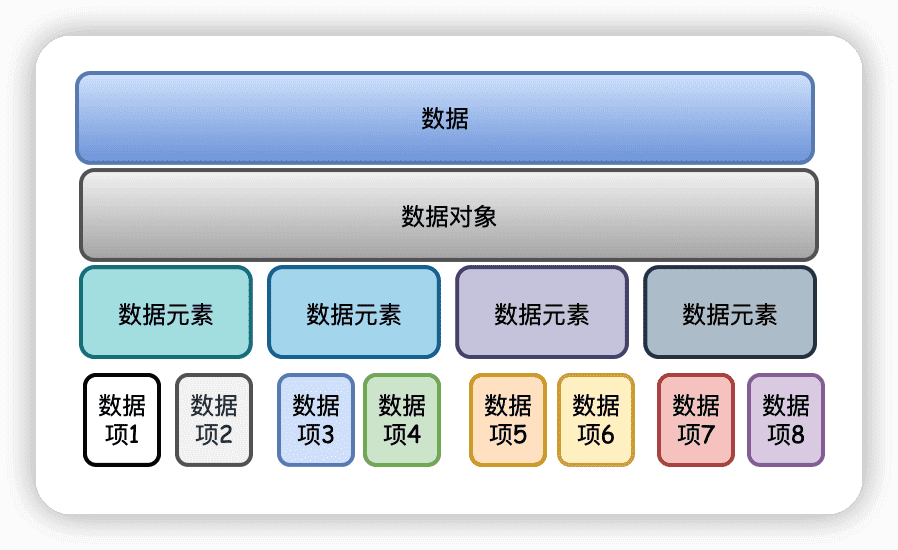 数据
数据对象
数据元素 数据元素 数据元素 数据元素
数据 数据 数据 数据 数据 数据 数据 数据
项1 项2 项3 项4 项5 项6 项7 项8